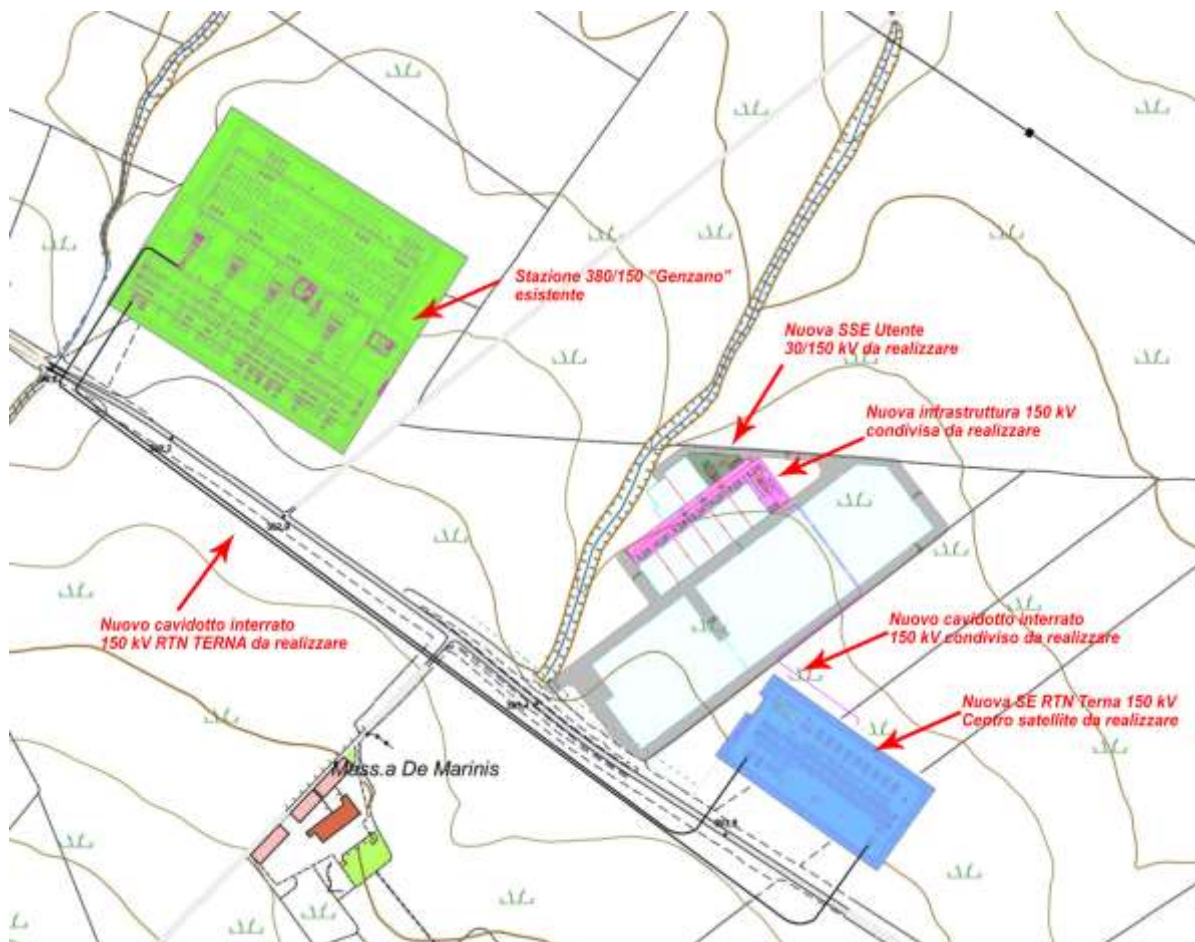 Stazione 380/150 "Genzano"
esistente
Nuova SSE Utente
30/150 kV da realizzare
Nuova infrastruttura 150 kV
condivisa da realizzare
Nuovo cavidotto interrato
150 kV RTN TERNA da realizzare
Nuovo cavidotto interrato
150 kV condiviso da realizzare
Nuova SE RTN Terna 150 kV
Centro satellite da realizzare
Mass.a De Marinis